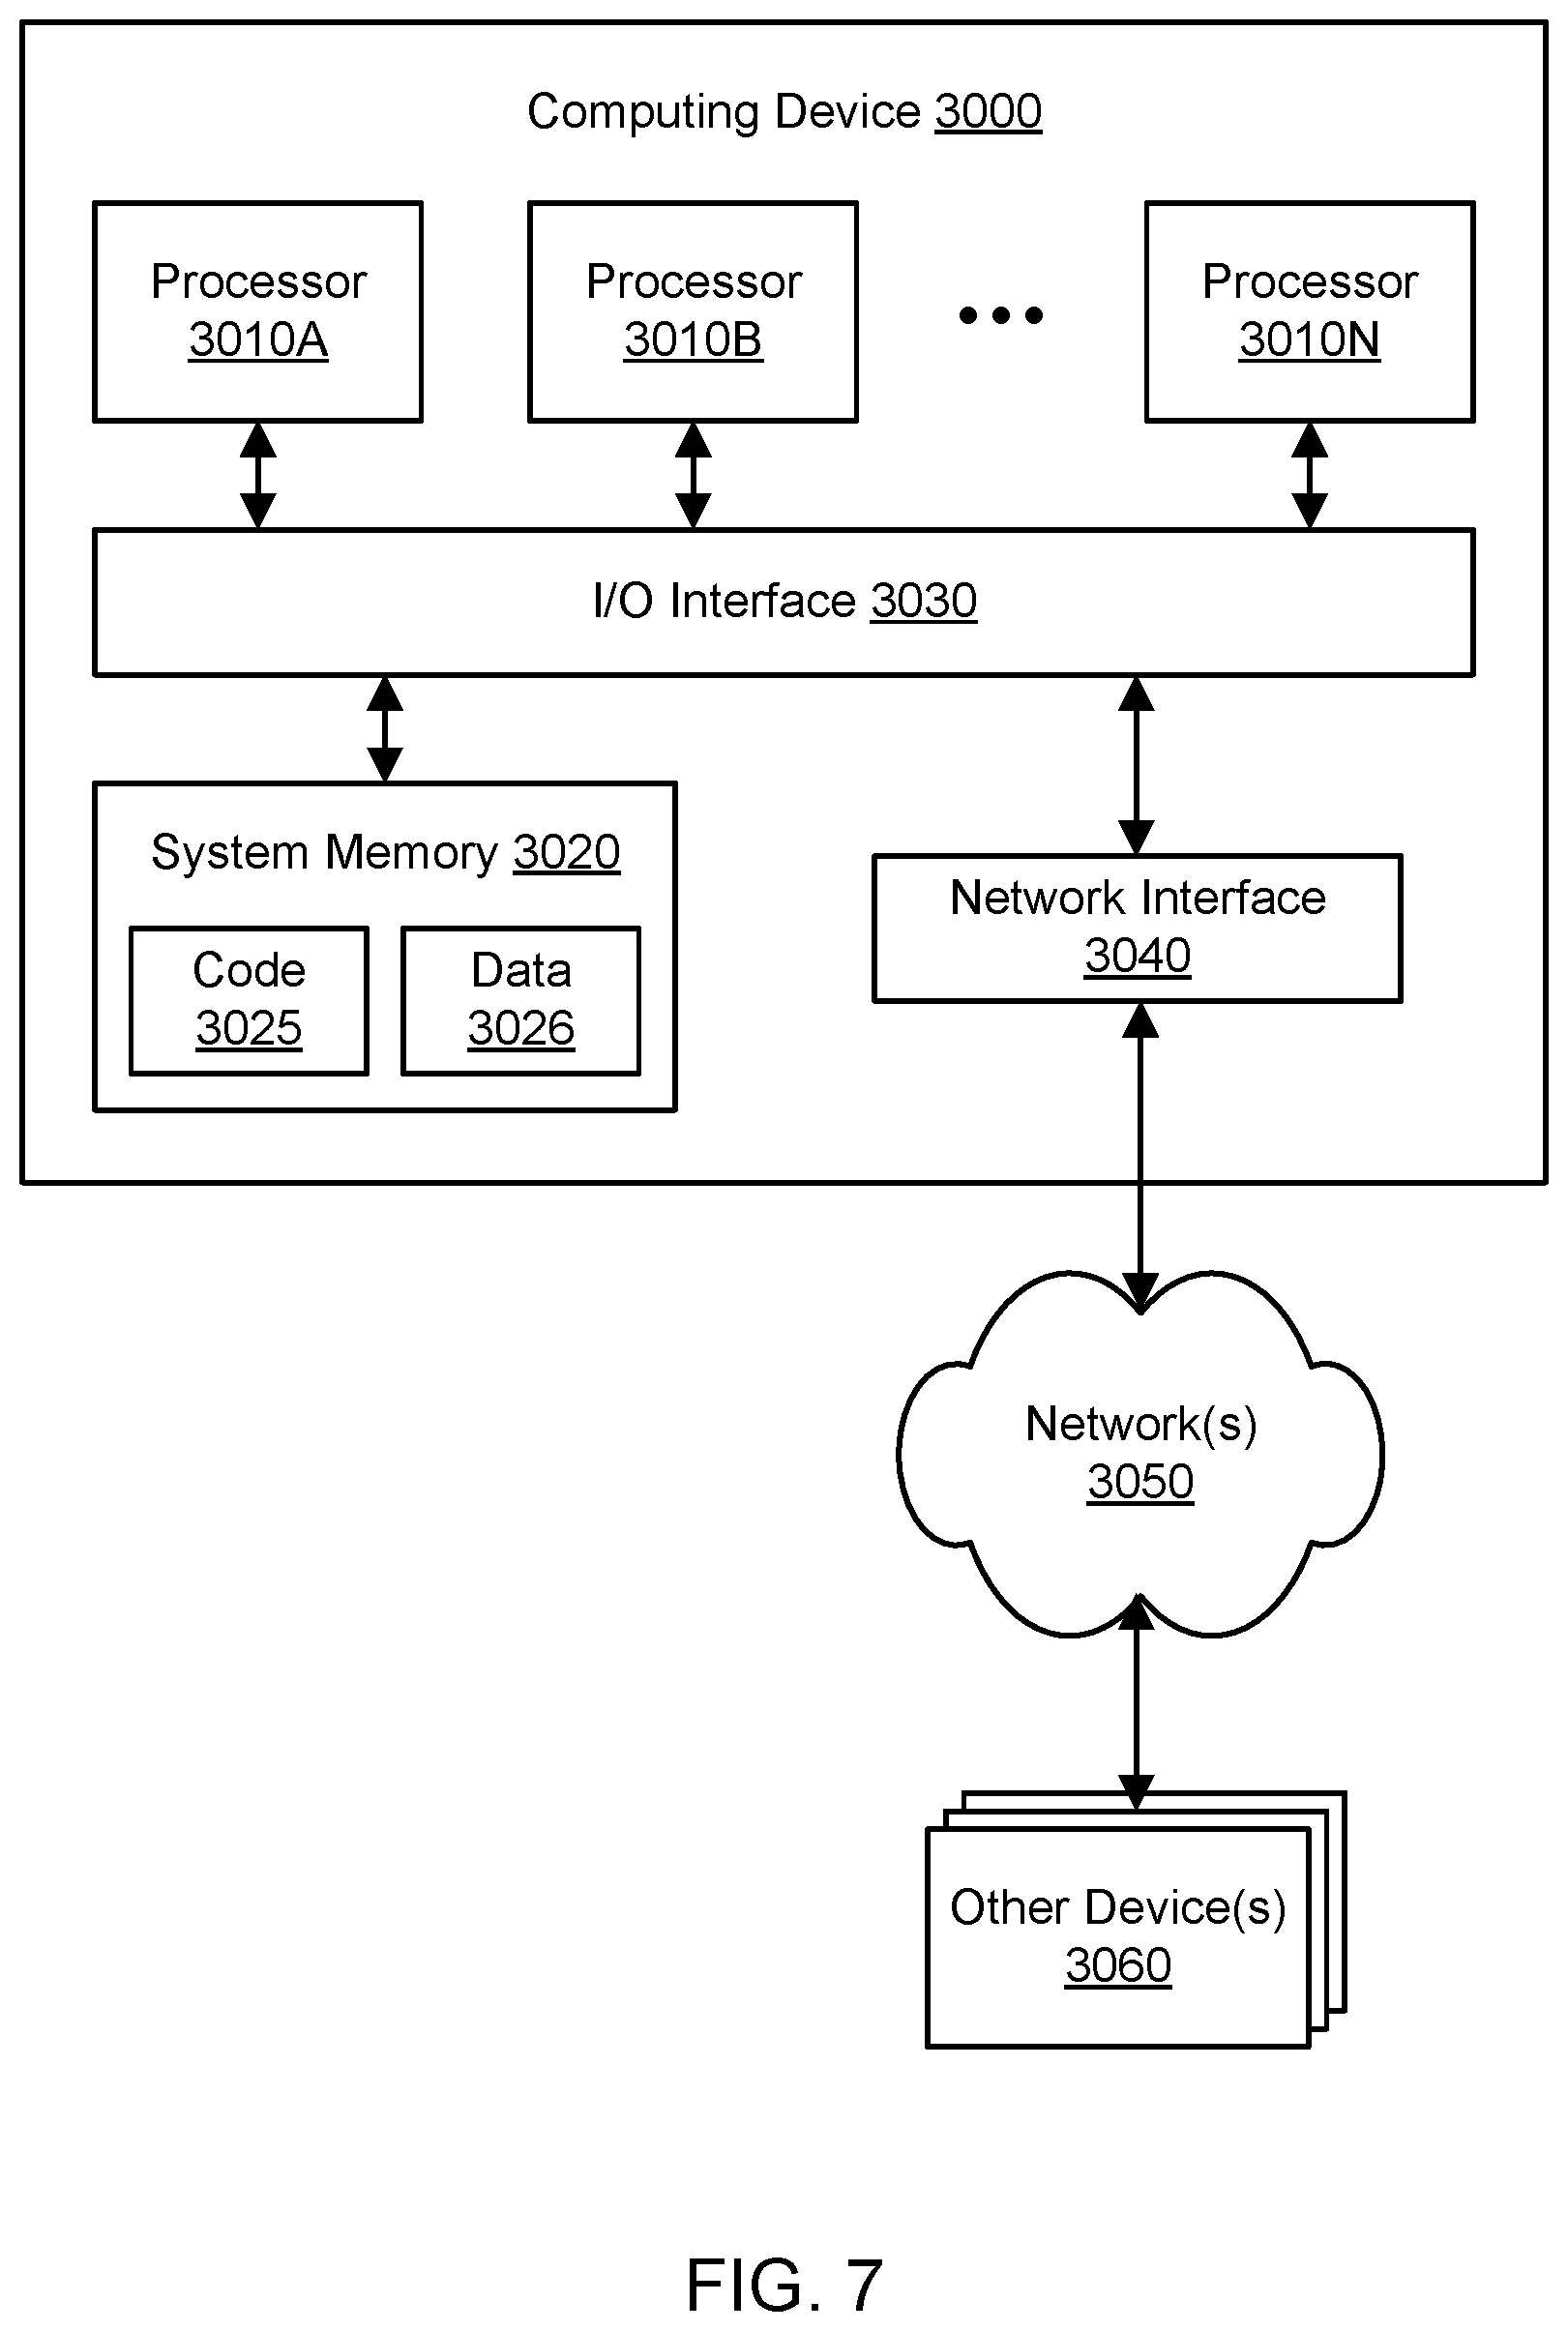 Computing Device 3000
Processor
3010A
Processor
3010B
Processor
3010N
I/O Interface 3030
System Memory 3020
Code
3025
Data
3026
Network Interface
3040
Network(s)
3050
Other Device(s)
3060
FIG. 7